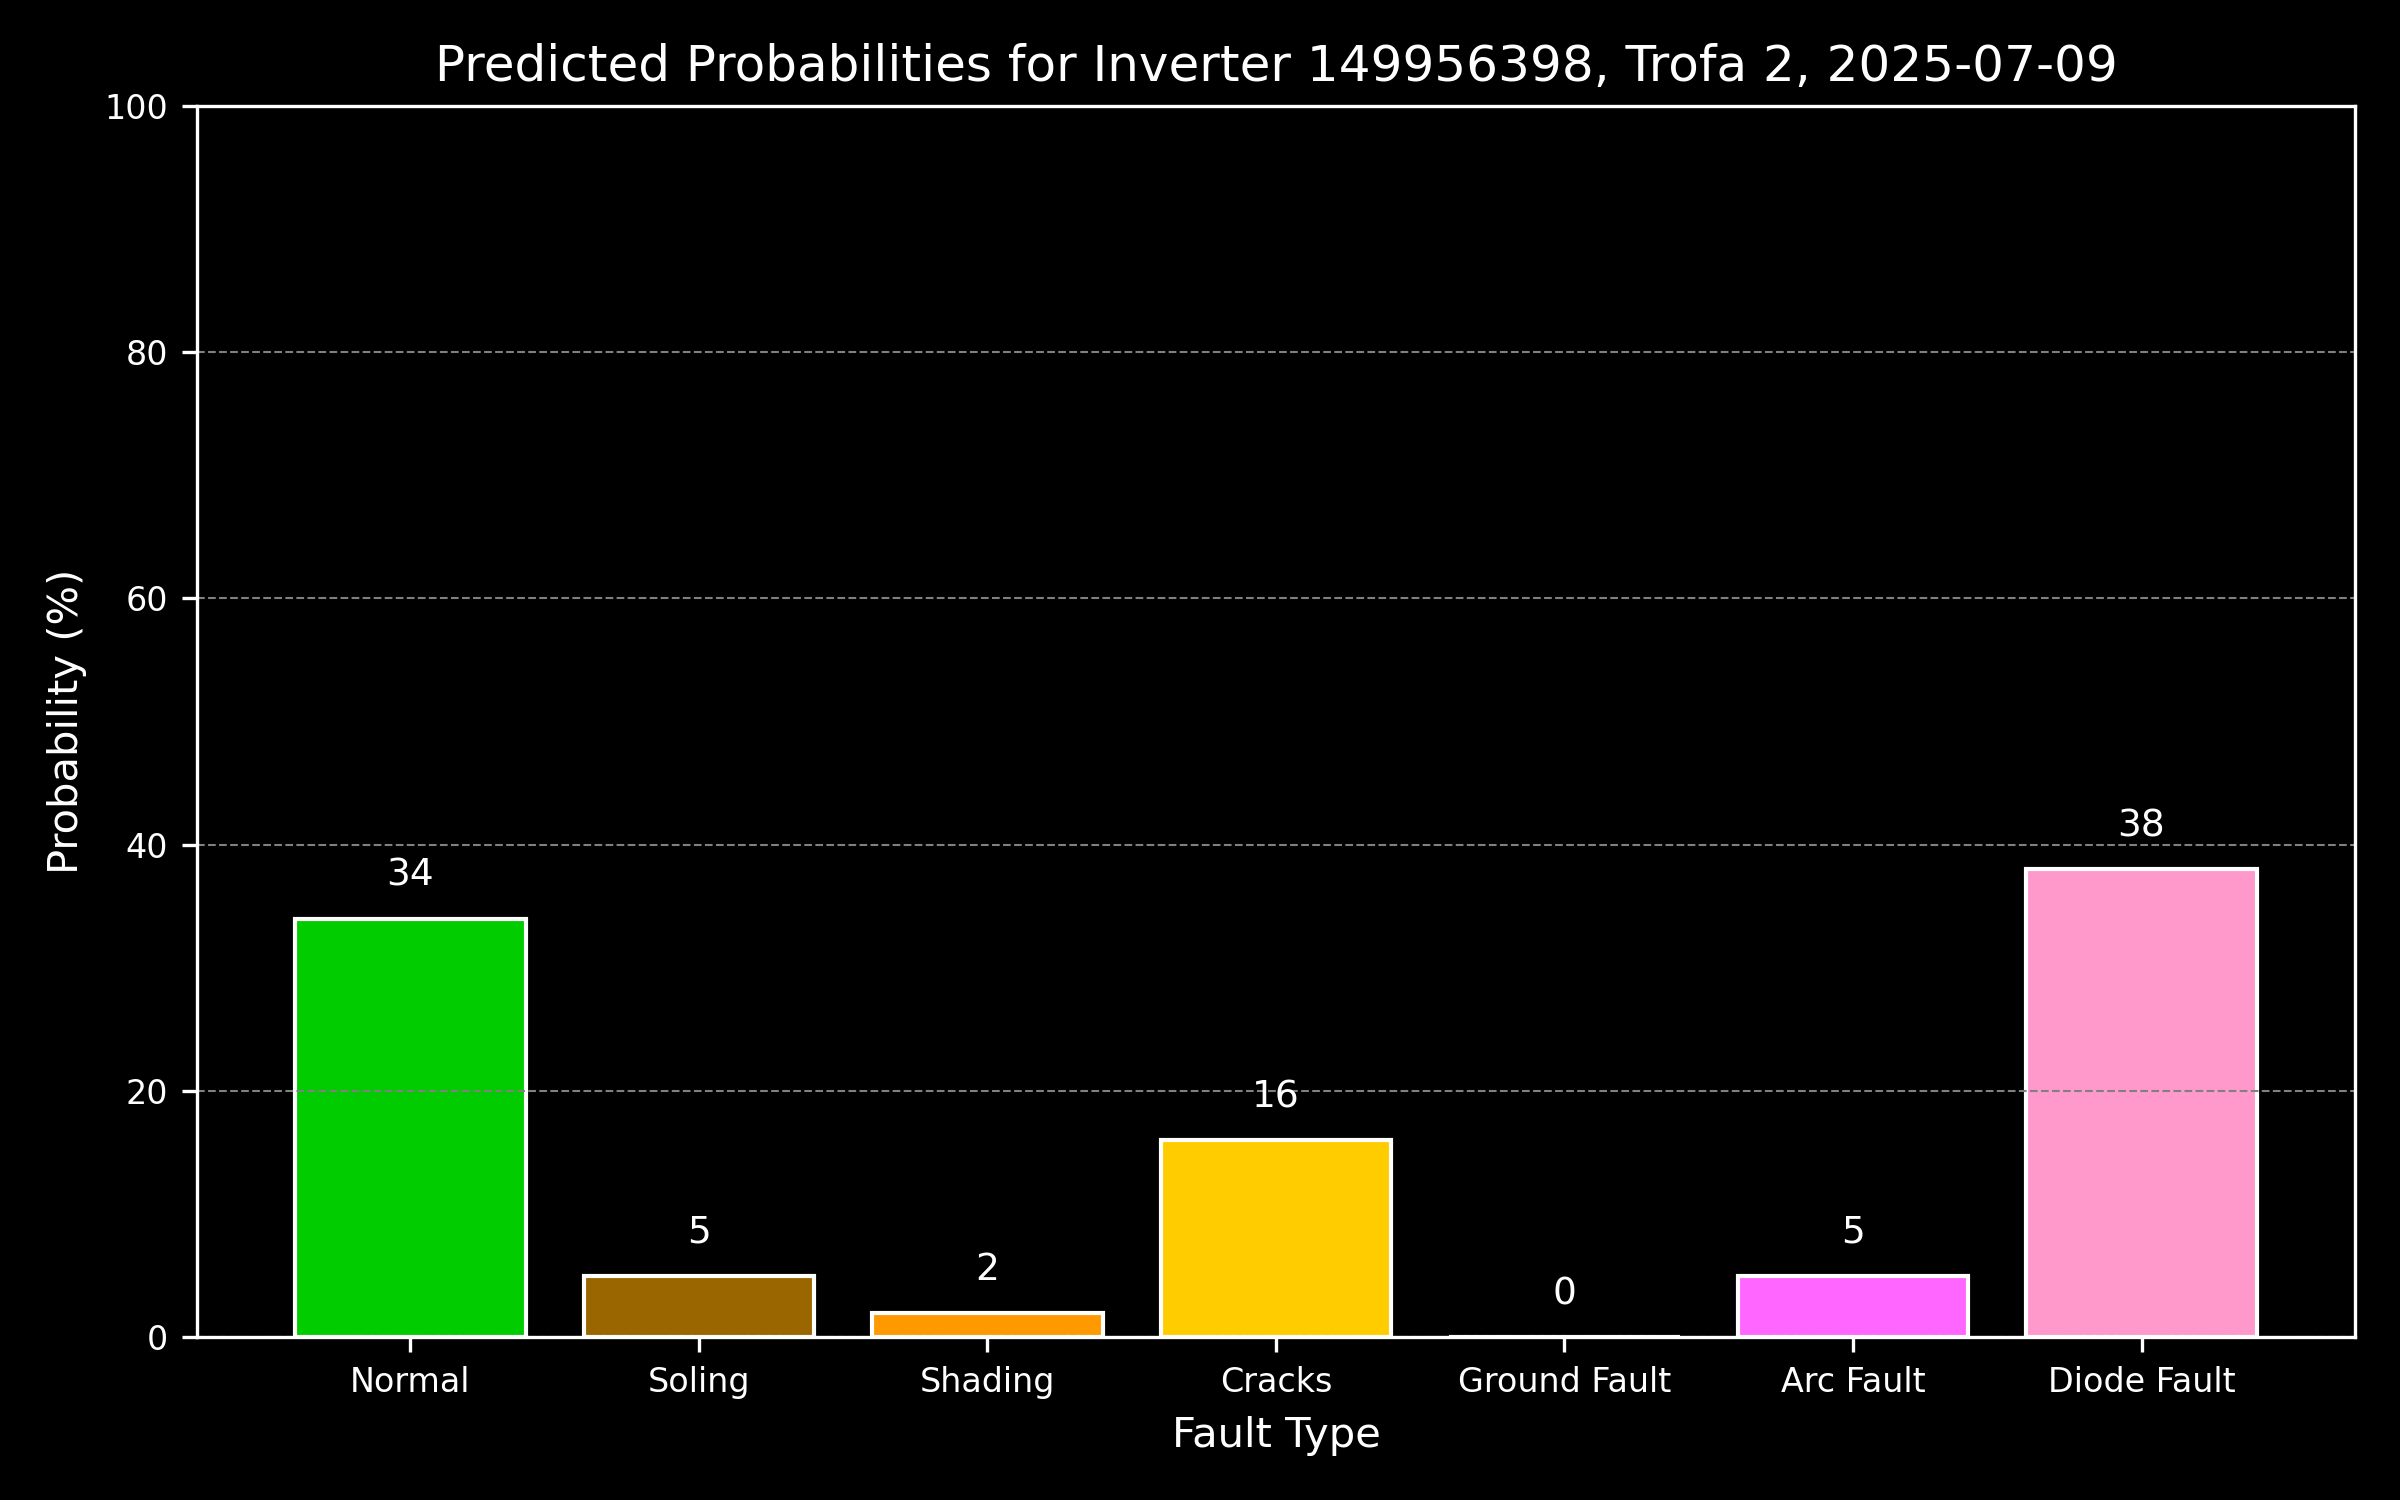 Predicted Probabilities for Inverter 149956398, Trofa 2, 2025-07-09
Probability (%)
100
80
60
40
20
0
34
5
2
16
0
5
38
Normal
Soling
Shading
Cracks
Ground Fault
Arc Fault
Diode Fault
Fault Type